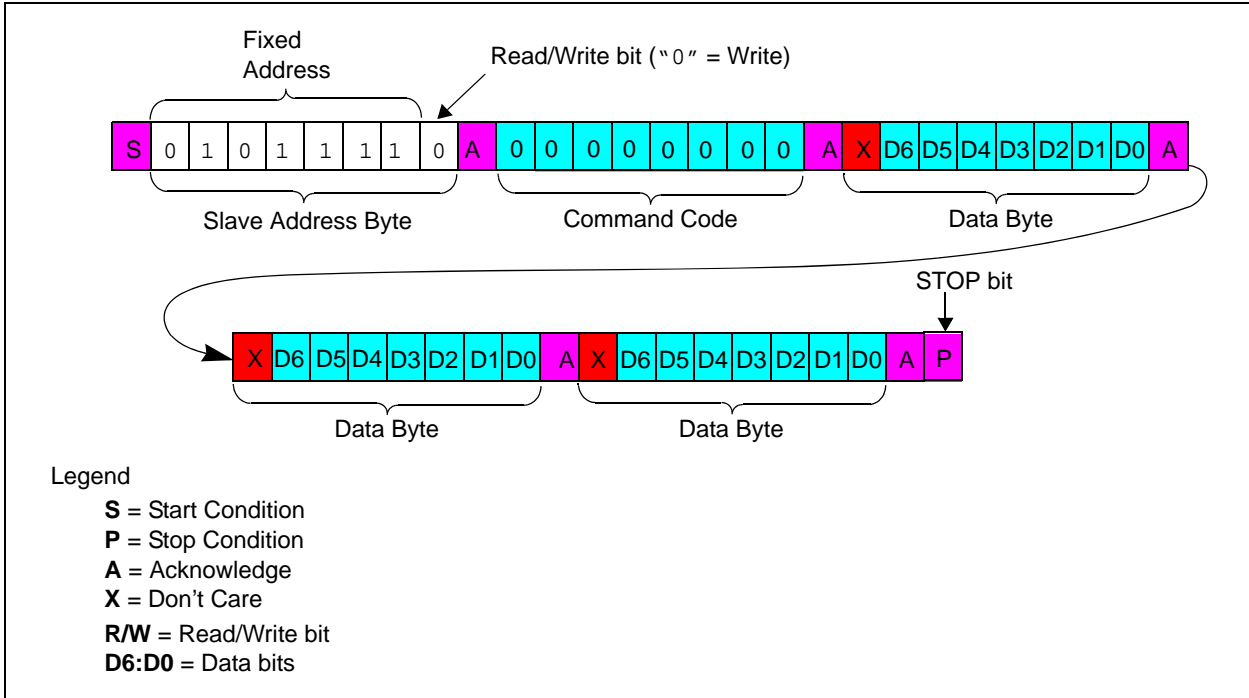 Fixed
Address
Read/Write bit (“0” = Write)
S 0 1 0 1 1 1 1 0 A 0 0 0 0 0 0 0 0 A X D6 D5 D4 D3 D2 D1 D0 A
Slave Address Byte Command Code Data Byte
STOP bit
X D6 D5 D4 D3 D2 D1 D0 A X D6 D5 D4 D3 D2 D1 D0 A P
Data Byte Data Byte
Legend
S = Start Condition
P = Stop Condition
A = Acknowledge
X = Don't Care
R/W = Read/Write bit
D6:D0 = Data bits